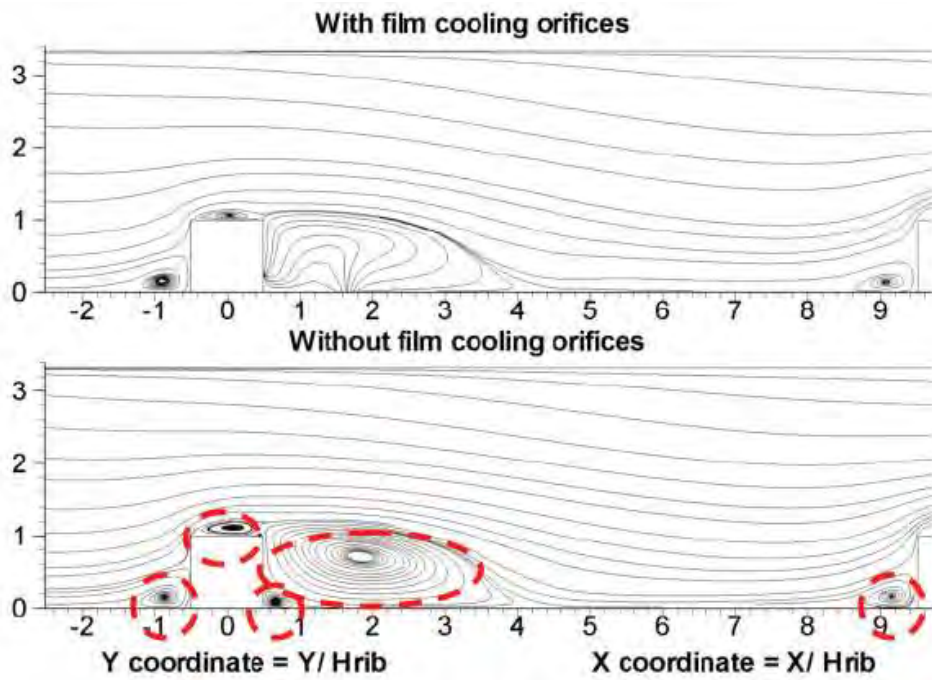 With film cooling orifices
3
2
1
0
-2 -1 0 1 2 3 4 5 6 7 8 9
Without film cooling orifices
3
2
1
0
-2 -1 0 1 2 3 4 5 6 7 8 9
Y coordinate = Y/ Hrib X coordinate = X/ Hrib